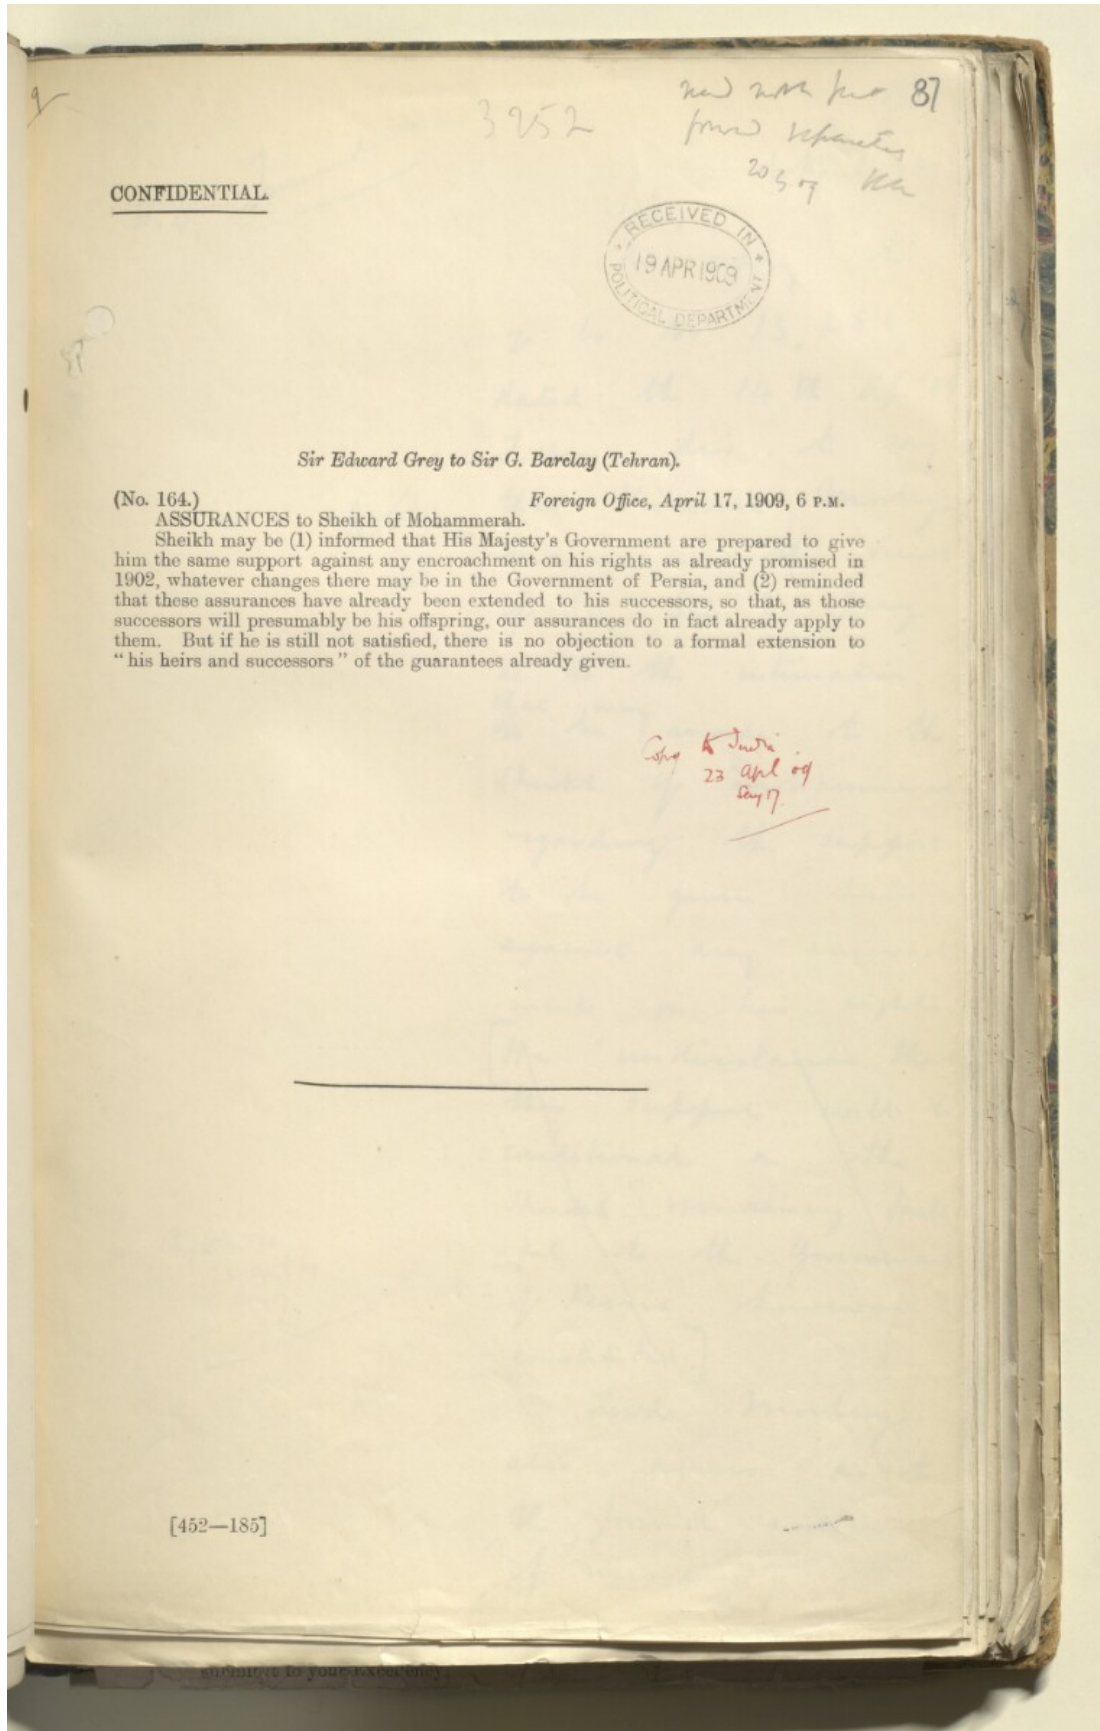 87
3252
CONFIDENTIAL.
RECEIVED IN
19 APR 1909
POLITICAL DEPARTMENT
Sir Edward Grey to Sir G. Barclay (Tehran).
(No. 164.) Foreign Office, April 17, 1909, 6 P.M.
ASSURANCES to Sheikh of Mohammerah.
Sheikh may be (1) informed that His Majesty's Government are prepared to give
him the same support against any encroachment on his rights as already promised in
1902, whatever changes there may be in the Government of Persia, and (2) reminded
that these assurances have already been extended to his successors, so that, as those
successors will presumably be his offspring, our assurances do in fact already apply to
them. But if he is still not satisfied, there is no objection to a formal extension to
"his heirs and successors" of the guarantees already given.
Copy to India
23 Apl 09
Secy 17.
[452—185]